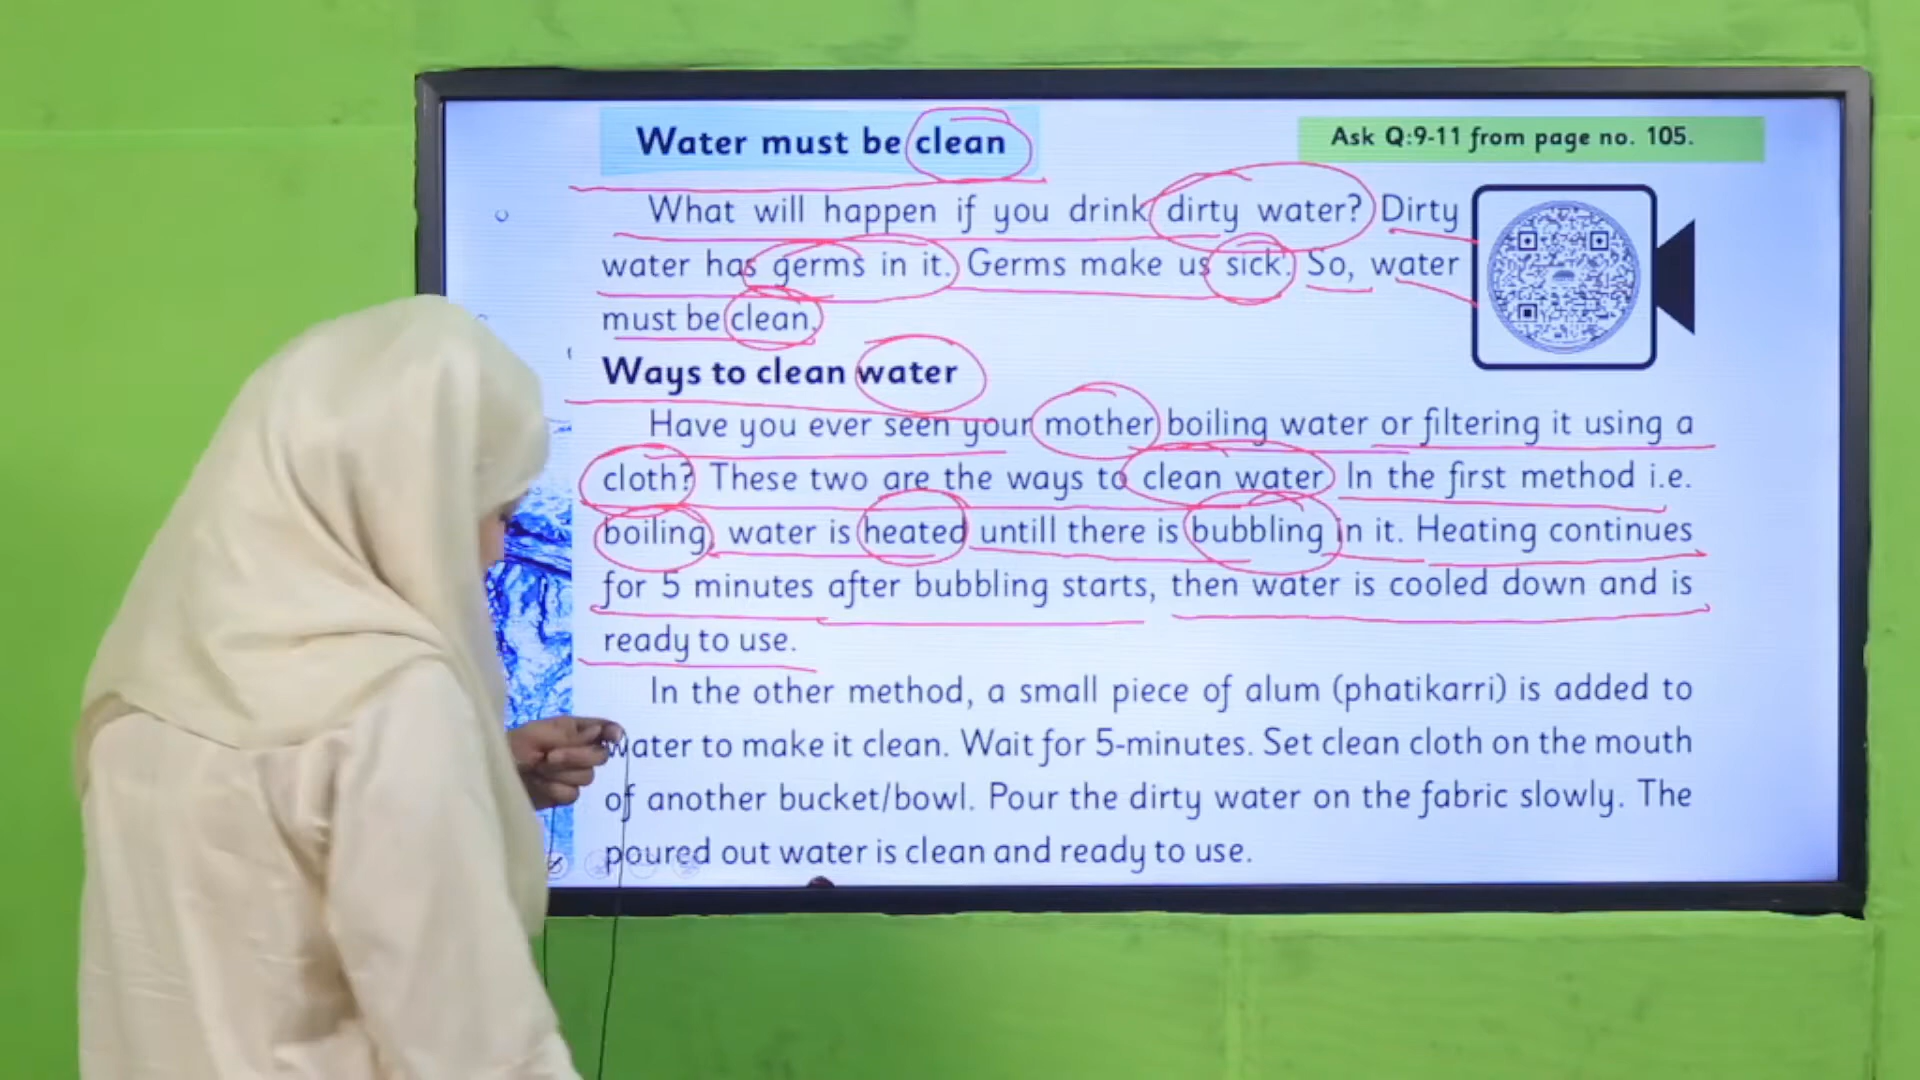 Water must be clean
Ask Q:9-11 from page no. 105.
What will happen if you drink dirty water? Dirty
water has germs in it. Germs make us sick. So, water
must be clean.
Ways to clean water
Have you ever seen your mother boiling water or filtering it using a
cloth? These two are the ways to clean water In the first method i.e.
boiling, water is heated untill there is bubbling in it. Heating continues
for 5 minutes after bubbling starts, then water is cooled down and is
ready to use.
In the other method, a small piece of alum (phatikarri) is added to
water to make it clean. Wait for 5-minutes. Set clean cloth on the mouth
of another bucket/bowl. Pour the dirty water on the fabric slowly. The
poured out water is clean and ready to use.